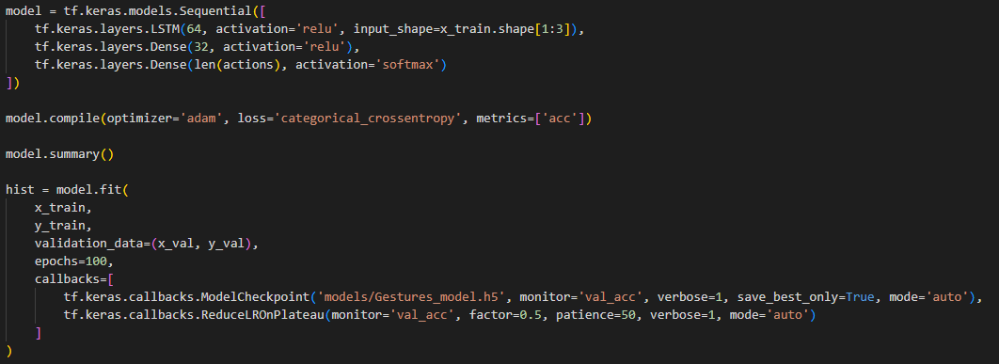 model = tf.keras.models.Sequential([
    tf.keras.layers.LSTM(64, activation='relu', input_shape=x_train.shape[1:3]),
    tf.keras.layers.Dense(32, activation='relu'),
    tf.keras.layers.Dense(len(actions), activation='softmax')
])
model.compile(optimizer='adam', loss='categorical_crossentropy', metrics=['acc'])
model.summary()
hist = model.fit(
    x_train,
    y_train,
    validation_data=(x_val, y_val),
    epochs=100,
    callbacks=[
        tf.keras.callbacks.ModelCheckpoint('models/Gestures_model.h5', monitor='val_acc', verbose=1, save_best_only=True, mode='auto'),
        tf.keras.callbacks.ReduceLROnPlateau(monitor='val_acc', factor=0.5, patience=50, verbose=1, mode='auto')
    ]
)